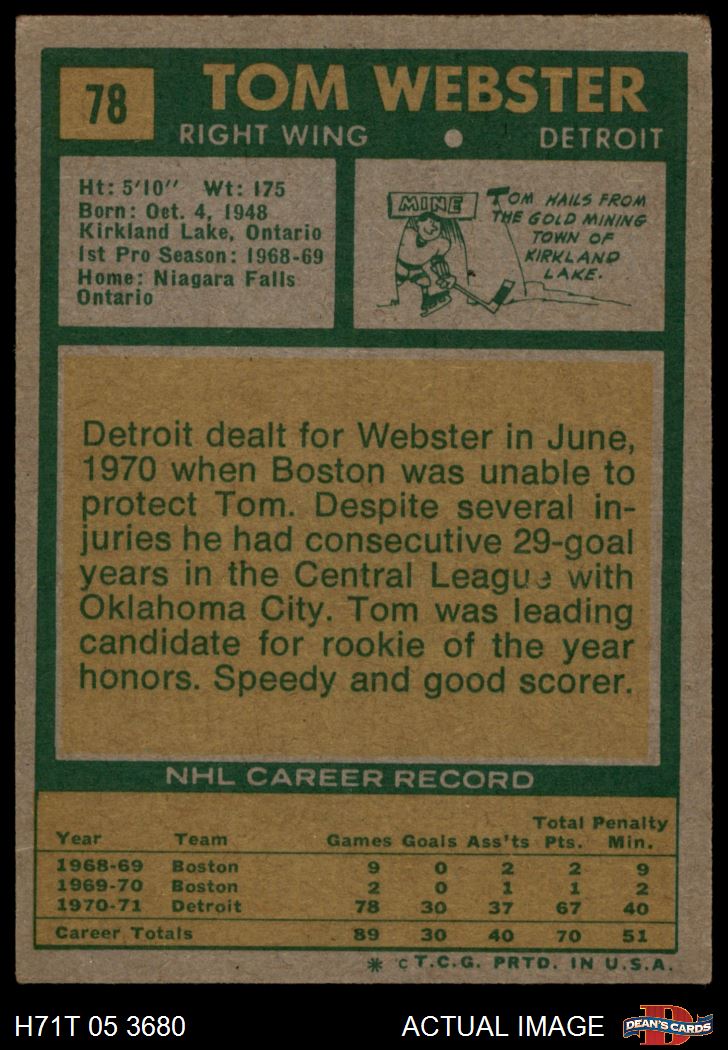 78
TOM WEBSTER
RIGHT WING • DETROIT
Ht: 5'10" Wt: 175
Born: Oct. 4, 1948
Kirkland Lake, Ontario
1st Pro Season: 1968-69
Home: Niagara Falls
Ontario
MINE
TOM HAILS FROM
THE GOLD MINING
TOWN OF
KIRKLAND
LAKE.
Detroit dealt for Webster in June,
1970 when Boston was unable to
protect Tom. Despite several in-
juries he had consecutive 29-goal
years in the Central League with
Oklahoma City. Tom was leading
candidate for rookie of the year
honors. Speedy and good scorer.
NHL CAREER RECORD
Total Penalty
Year Team Games Goals Ass'ts Pts. Min.
1968-69 Boston 9 0 2 2 9
1969-70 Boston 2 0 1 1 2
1970-71 Detroit 78 30 37 67 40
Career Totals 89 30 40 70 51
* © T.C.G. PRTD. IN U.S.A.
H71T 05 3680 ACTUAL IMAGE
D
DEAN'S CARDS